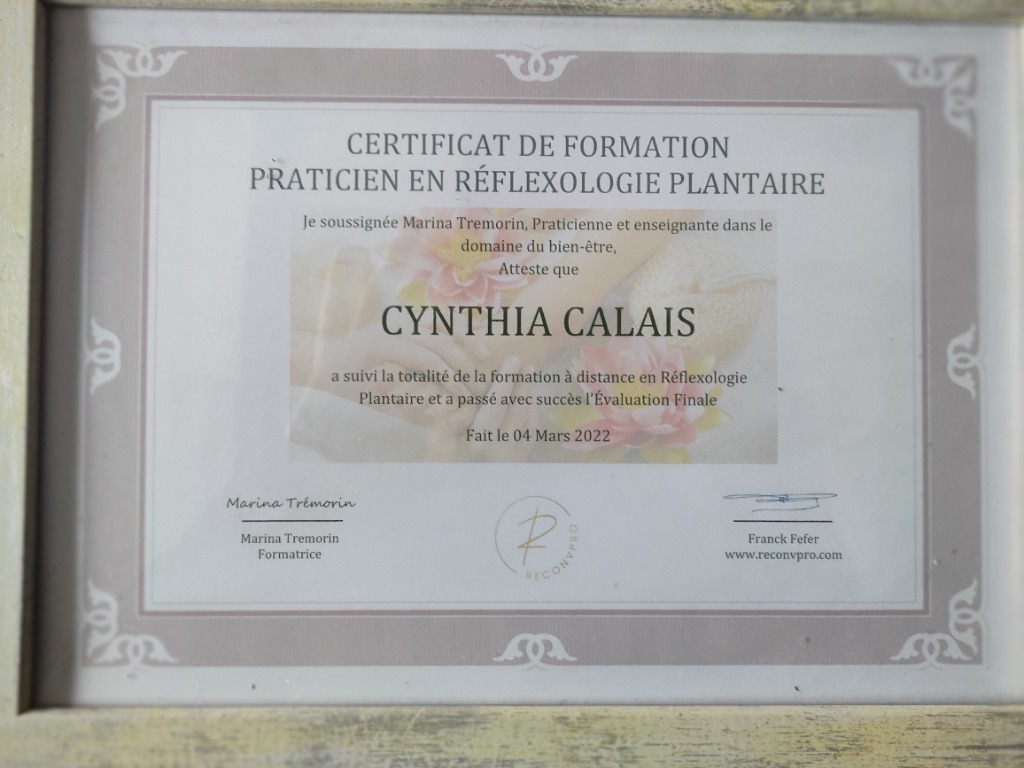 CERTIFICAT DE FORMATION
PRATICIEN EN RÉFLEXOLOGIE PLANTAIRE
Je soussignée Marina Tremorin, Praticienne et enseignante dans le
domaine du bien-être,
Atteste que
CYNTHIA CALAIS
a suivi la totalité de la formation à distance en Réflexologie
Plantaire et a passé avec succès l'Évaluation Finale
Fait le 04 Mars 2022
Marina Trémorin
Marina Tremorin
Formatrice
R
RECONVPRO
Franck Fefer
www.reconvpro.com